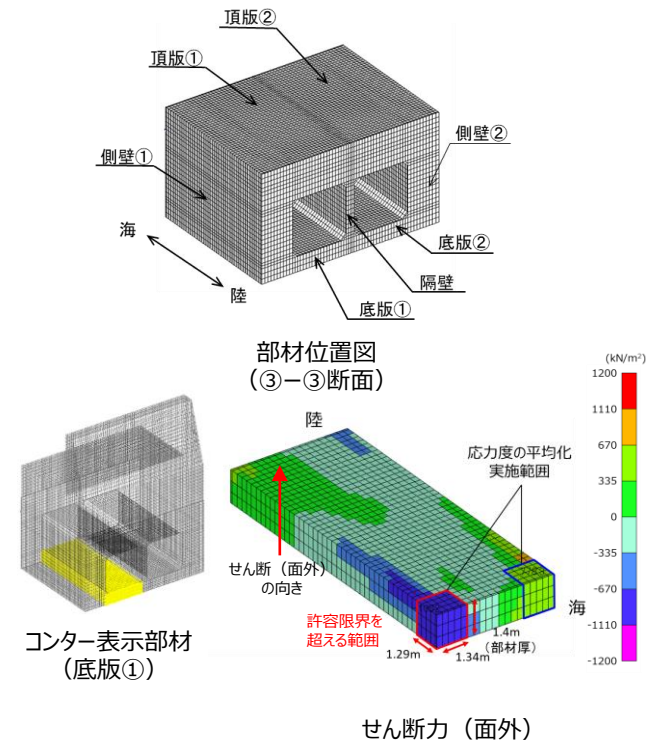 頂版②
頂版①
側壁②
側壁①
海
陸
底版②
隔壁
底版①
部材位置図
（③－③断面）
(kN/m²)
1200
1110
670
335
0
-335
-670
-1110
-1200
陸
応力度の平均化
実施範囲
せん断（面外）
の向き
許容限界を
超える範囲
海
1.4m
（部材厚）
1.29m
1.34m
コンター表示部材
（底版①）
せん断力（面外）